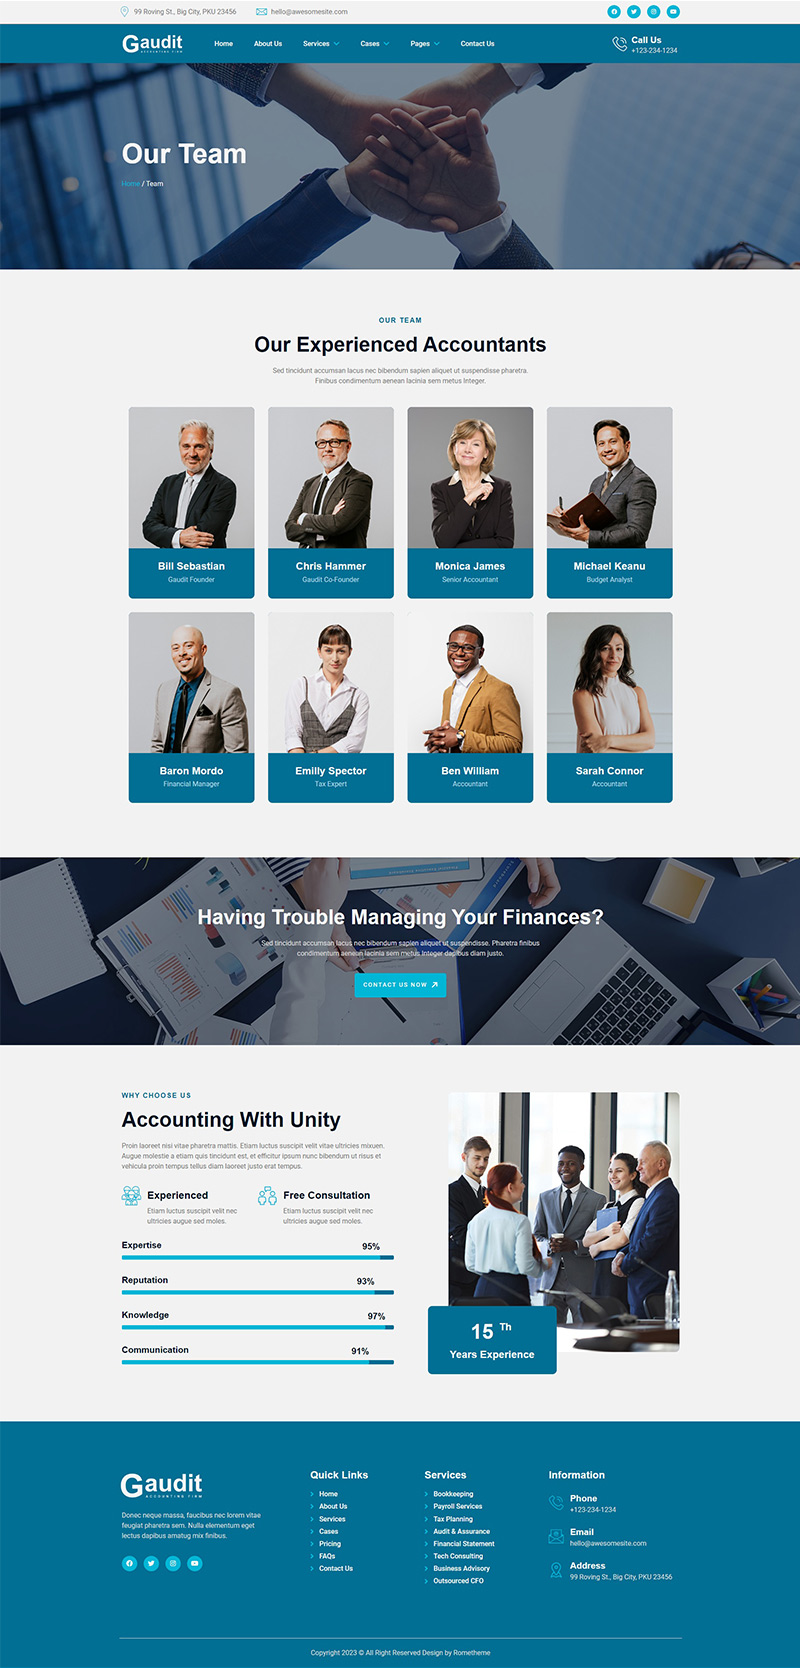 99 Roving St., Big City, PKU 23456
hello@awesomesite.com
Gaudit
ACCOUNTING FIRM
Home
About Us
Services
Cases
Pages
Contact Us
Call Us
+123-234-1234
Our Team
Home / Team
OUR TEAM
Our Experienced Accountants
Sed tincidunt accumsan lacus nec bibendum sapien aliquet ut suspendisse pharetra.
Finibus condimentum aenean lacinia sem metus integer.
Bill Sebastian
Gaudit Founder
Chris Hammer
Gaudit Co-Founder
Monica James
Senior Accountant
Michael Keanu
Budget Analyst
Baron Mordo
Financial Manager
Emilly Spector
Tax Expert
Ben William
Accountant
Sarah Connor
Accountant
Having Trouble Managing Your Finances?
Sed tincidunt accumsan lacus nec bibendum sapien aliquet ut suspendisse. Pharetra finibus
condimentum aenean lacinia sem metus integer dapibus diam justo.
CONTACT US NOW
WHY CHOOSE US
Accounting With Unity
Proin laoreet nisi vitae pharetra mattis. Etiam luctus suscipit velit vitae ultricies mixuen.
Augue molestie a etiam quis tincidunt est, et efficitur ipsum nunc bibendum ut risus et
vehicula proin tempus tellus diam laoreet justo erat tempus.
Experienced
Etiam luctus suscipit velit nec
ultricies augue sed moles.
Free Consultation
Etiam luctus suscipit velit nec
ultricies augue sed moles.
Expertise
95%
Reputation
93%
Knowledge
97%
Communication
91%
15 Th
Years Experience
Gaudit
ACCOUNTING FIRM
Donec neque massa, faucibus nec lorem vitae
feugiat pharetra sem. Nulla elementum eget
lectus dapibus amatug mix finibus.
Quick Links
Home
About Us
Services
Cases
Pricing
FAQs
Contact Us
Services
Bookkeeping
Payroll Services
Tax Planning
Audit & Assurance
Financial Statement
Tech Consulting
Business Advisory
Outsourced CFO
Information
Phone
+123-234-1234
Email
hello@awesomesite.com
Address
99 Roving St., Big City, PKU 23456
Copyright 2023 © All Right Reserved Design by Rometheme